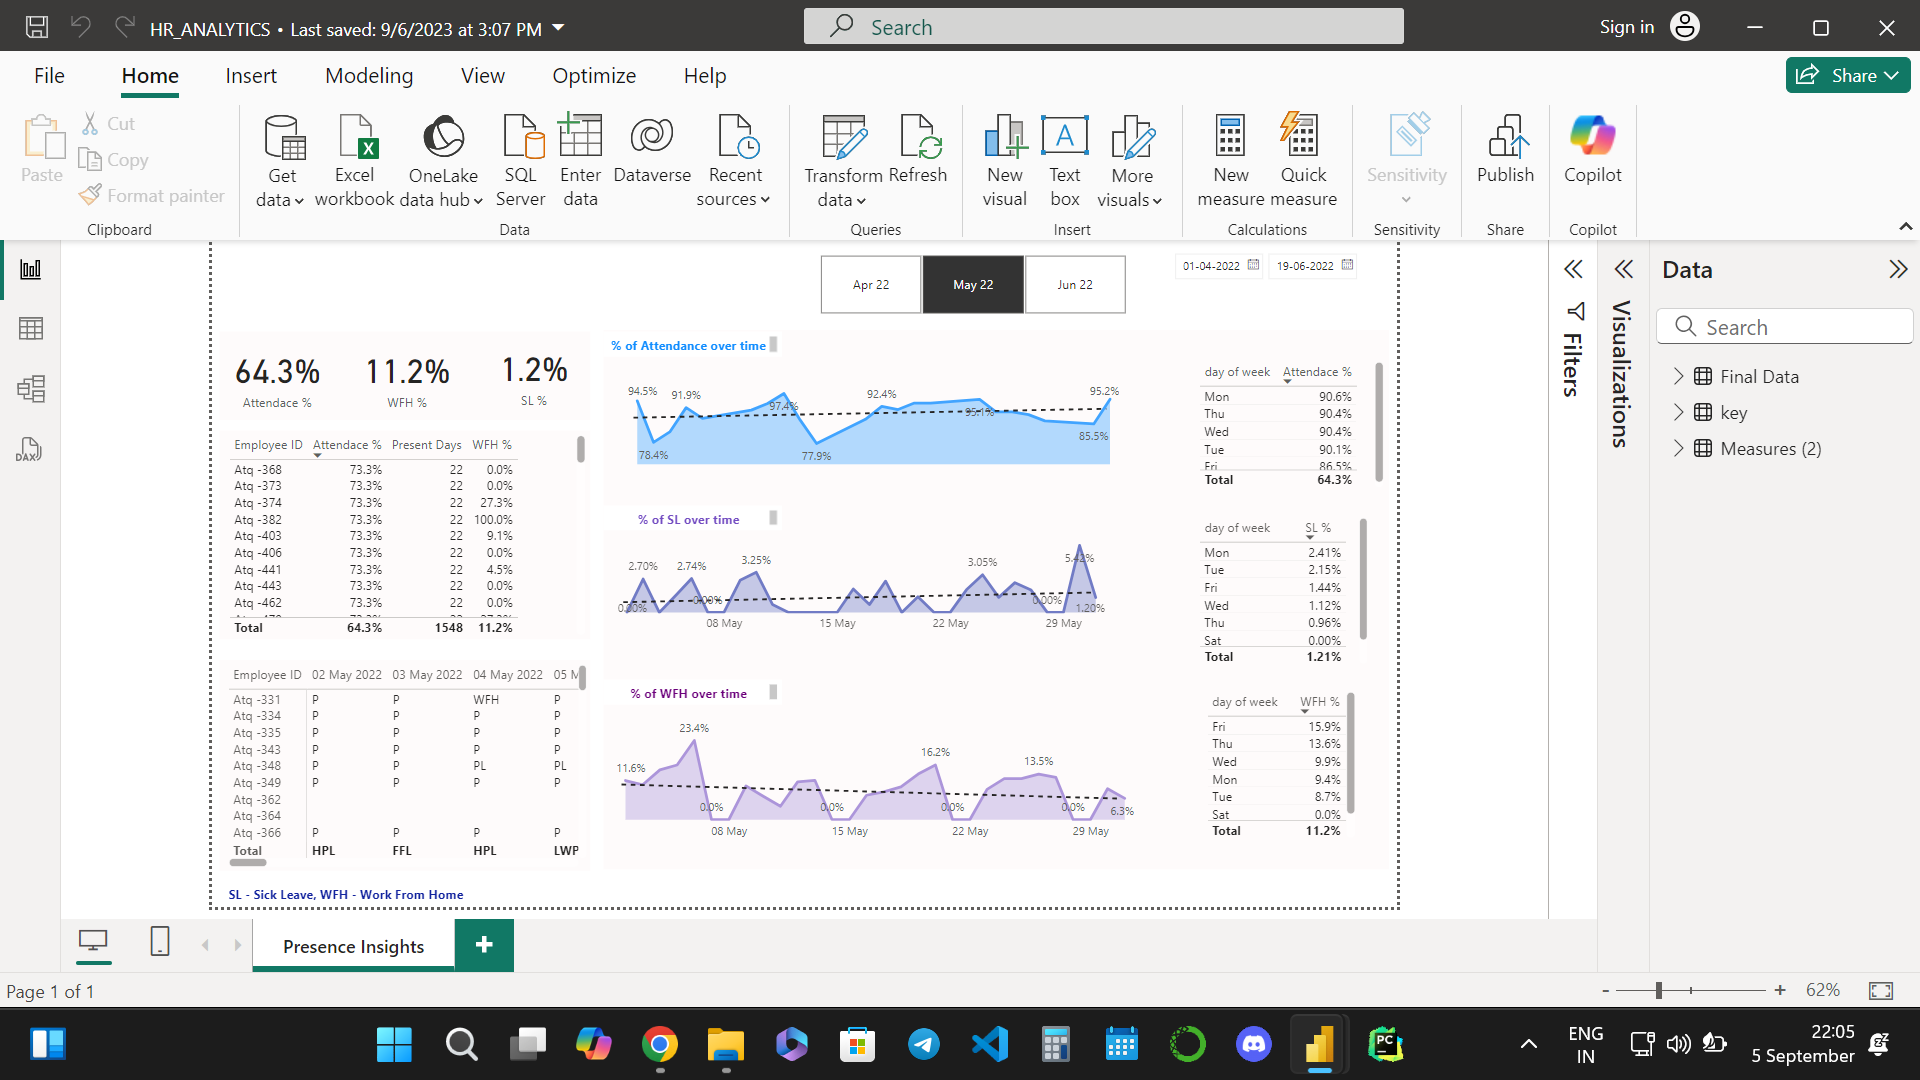 HR_ANALYTICS • Last saved: 9/6/2023 at 3:07 PM
Search
Sign in
File Home Insert Modeling View Optimize Help
Share
Paste
Cut
Copy
Format painter
Clipboard
Get data
Excel workbook
OneLake data hub
SQL Server
Enter data
Dataverse
Recent sources
Data
Transform data
Refresh
Queries
New visual
Text box
More visuals
Insert
New measure
Quick measure
Calculations
Sensitivity
Sensitivity
Publish
Share
Copilot
Copilot
DAX
Apr 22 May 22 Jun 22
01-04-2022 19-06-2022
64.3% 11.2% 1.2%
Attendace % WFH % SL %
Employee ID Attendace % Present Days WFH %
Atq -368 73.3% 22 0.0%
Atq -373 73.3% 22 0.0%
Atq -374 73.3% 22 27.3%
Atq -382 73.3% 22 100.0%
Atq -403 73.3% 22 9.1%
Atq -406 73.3% 22 0.0%
Atq -441 73.3% 22 4.5%
Atq -443 73.3% 22 0.0%
Atq -462 73.3% 22 0.0%
Total 64.3% 1548 11.2%
Employee ID 02 May 2022 03 May 2022 04 May 2022 05 M
Atq -331 P P WFH P
Atq -334 P P P P
Atq -335 P P P P
Atq -343 P P P P
Atq -348 P P PL PL
Atq -349 P P P P
Atq -362
Atq -364
Atq -366 P P P P
Total HPL FFL HPL LWP
SL - Sick Leave, WFH - Work From Home
% of Attendance over time
94.5% 91.9% 97.4% 92.4% 95.1% 95.2%
78.4% 77.9% 85.5%
% of SL over time
2.70% 2.74% 3.25% 3.05% 5.42%
0.00% 0.00% 0.00% 1.20%
08 May 15 May 22 May 29 May
% of WFH over time
11.6% 23.4% 16.2% 13.5%
0.0% 0.0% 0.0% 0.0% 6.3%
08 May 15 May 22 May 29 May
day of week Attendace %
Mon 90.6%
Thu 90.4%
Wed 90.4%
Tue 90.1%
Fri 86.5%
Total 64.3%
day of week SL %
Mon 2.41%
Tue 2.15%
Fri 1.44%
Wed 1.12%
Thu 0.96%
Sat 0.00%
Total 1.21%
day of week WFH %
Fri 15.9%
Thu 13.6%
Wed 9.9%
Mon 9.4%
Tue 8.7%
Sat 0.0%
Total 11.2%
Filters
Visualizations
Data
Search
Final Data
key
Measures (2)
Presence Insights
Page 1 of 1
- + 62%
PC
ENG
IN
22:05
5 September